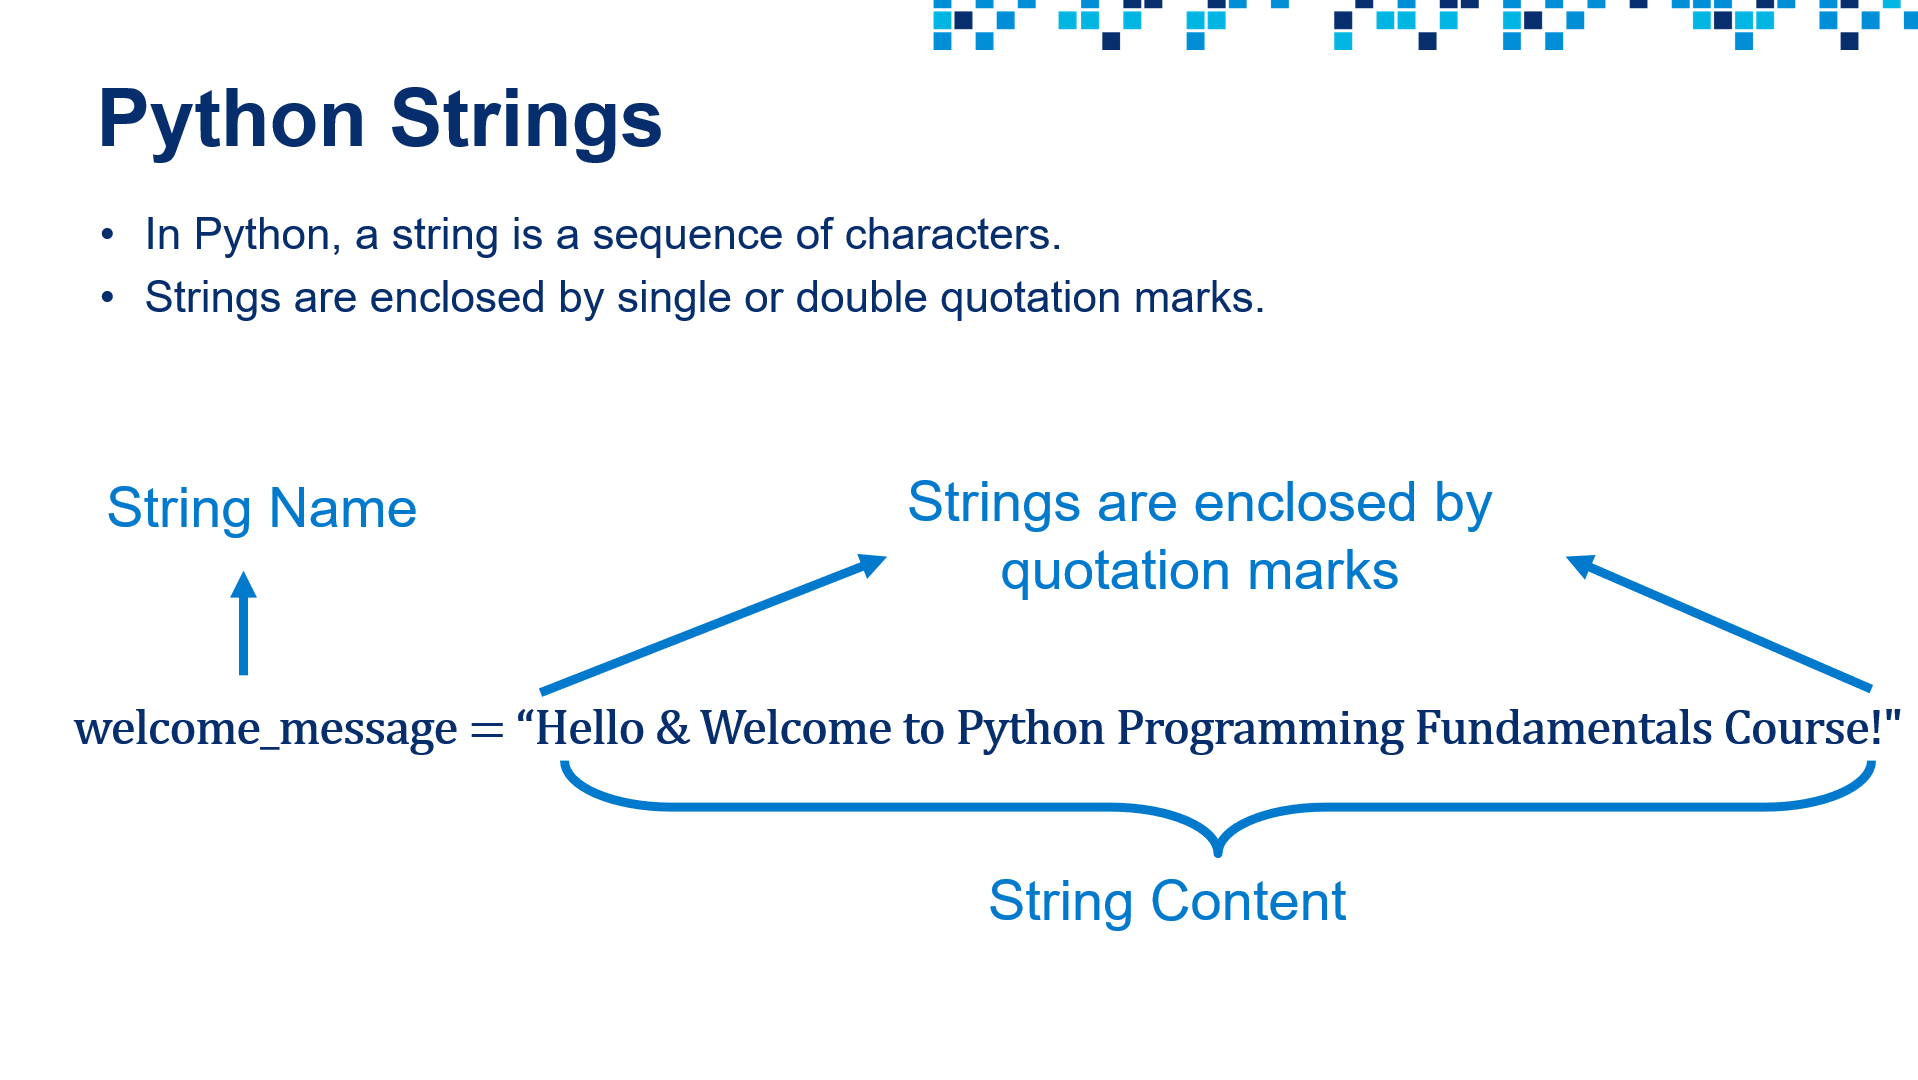 Python Strings
• In Python, a string is a sequence of characters.
• Strings are enclosed by single or double quotation marks.
String Name
Strings are enclosed by
quotation marks
welcome_message = “Hello & Welcome to Python Programming Fundamentals Course!"
String Content